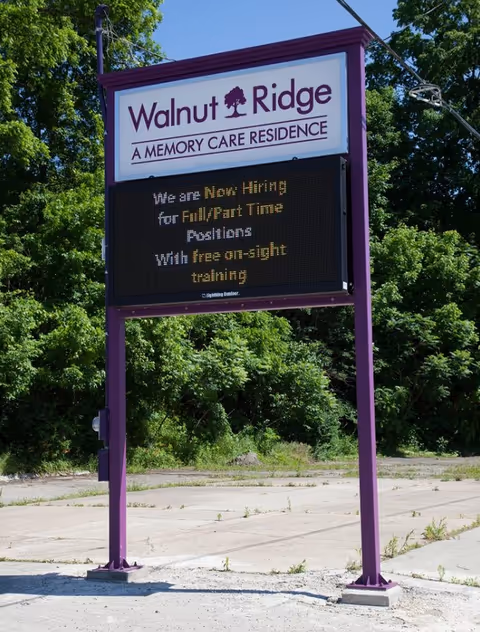 Walnut Ridge
A MEMORY CARE RESIDENCE
We are Now Hiring
for Full/Part Time
Positions
With free on-sight
training